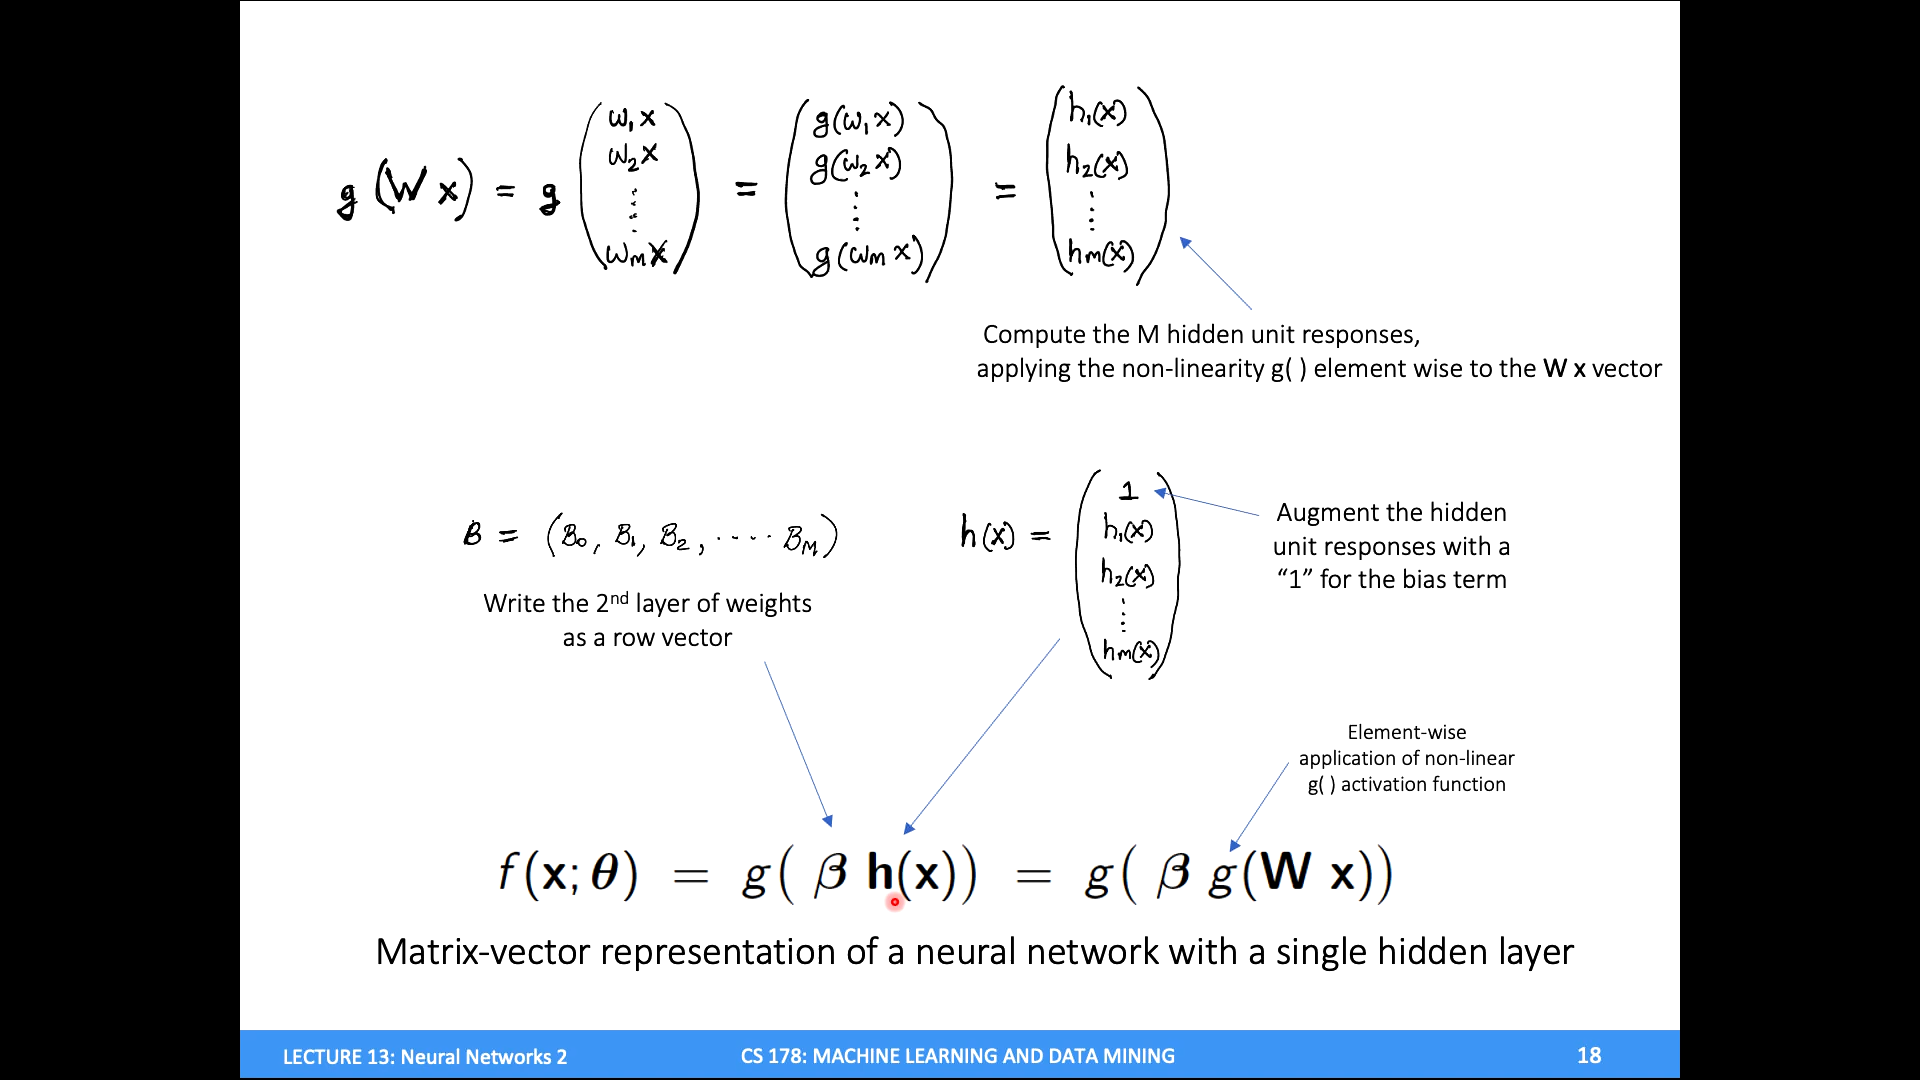 g (W x) = g ( w₁x w₂x ⋮ wₘx ) = ( g(w₁x) g(w₂x) ⋮ g(wₘx) ) = ( h₁(x) h₂(x) ⋮ hₘ(x) )
Compute the M hidden unit responses,
applying the non-linearity g( ) element wise to the W x vector
B = (B₀, B₁, B₂, ····· B_M)
Write the 2nd layer of weights
as a row vector
h(x) = ( 1 h₁(x) h₂(x) ⋮ hₘ(x) )
Augment the hidden
unit responses with a
“1” for the bias term
Element-wise
application of non-linear
g( ) activation function
f(x; θ) = g( β h(x)) = g( β g(W x))
Matrix-vector representation of a neural network with a single hidden layer
LECTURE 13: Neural Networks 2
CS 178: MACHINE LEARNING AND DATA MINING
18